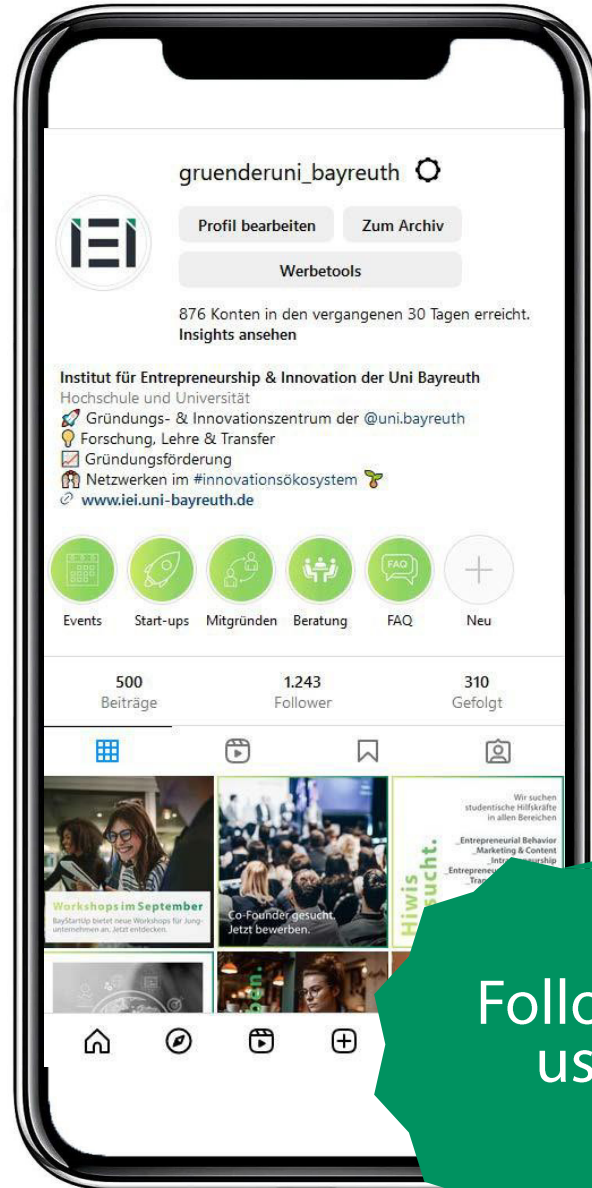 gruenderuni_bayreuth
IEI
Profil bearbeiten
Zum Archiv
Werbetools
876 Konten in den vergangenen 30 Tagen erreicht.
Insights ansehen
Institut für Entrepreneurship & Innovation der Uni Bayreuth
Hochschule und Universität
🚀 Gründungs- & Innovationszentrum der @uni.bayreuth
💡 Forschung, Lehre & Transfer
📈 Gründungsförderung
Netzwerken im #innovationsökosystem 🌱
www.iei.uni-bayreuth.de
FAQ
Events
Start-ups
Mitgründen
Beratung
FAQ
Neu
500
Beiträge
1.243
Follower
310
Gefolgt
Workshops im September
BayStartUp bietet neue Workshops für Jung-
unternehmen an. Jetzt entdecken.
Co-Founder gesucht.
Jetzt bewerben.
Hiwis
Wir suchen
studentische Hilfskräfte
in allen Bereichen
_Entrepreneurial Behavior
_Marketing & Content
us